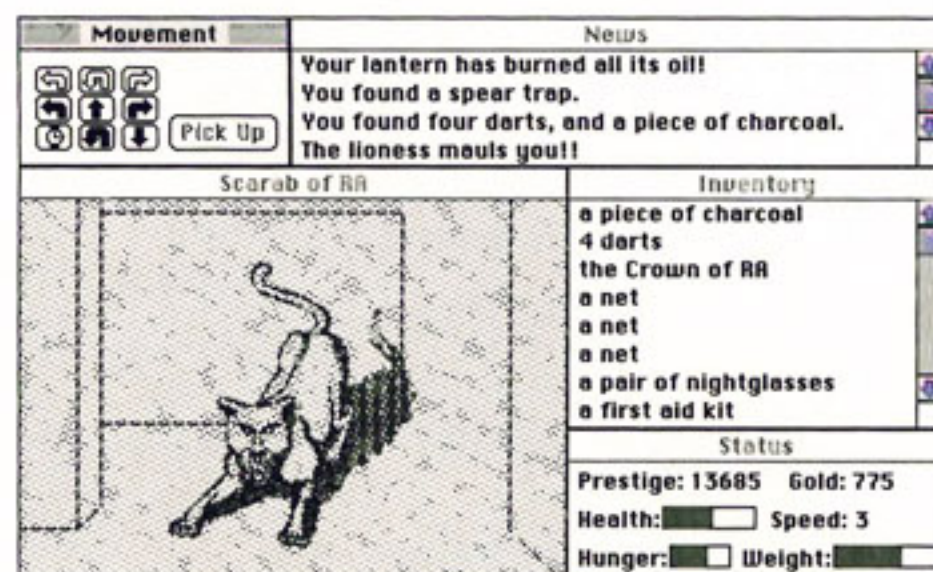 Movement
News
Your lantern has burned all its oil!
You found a spear trap.
You found four darts, and a piece of charcoal.
The lioness mauls you!!
Pick Up
Scarab of RA
Inventory
a piece of charcoal
4 darts
the Crown of RA
a net
a net
a net
a pair of nightglasses
a first aid kit
Status
Prestige: 13685 Gold: 775
Health: Speed: 3
Hunger: Weight: